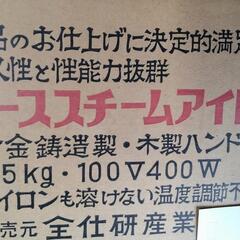 品のお仕上げに決定的満足
久性と性能力抜群
ーススチームアイロ
金鋳造製・木製ハンド
5kg・100V400W
イロンも溶けない温度調節不
売元 全仕研産業